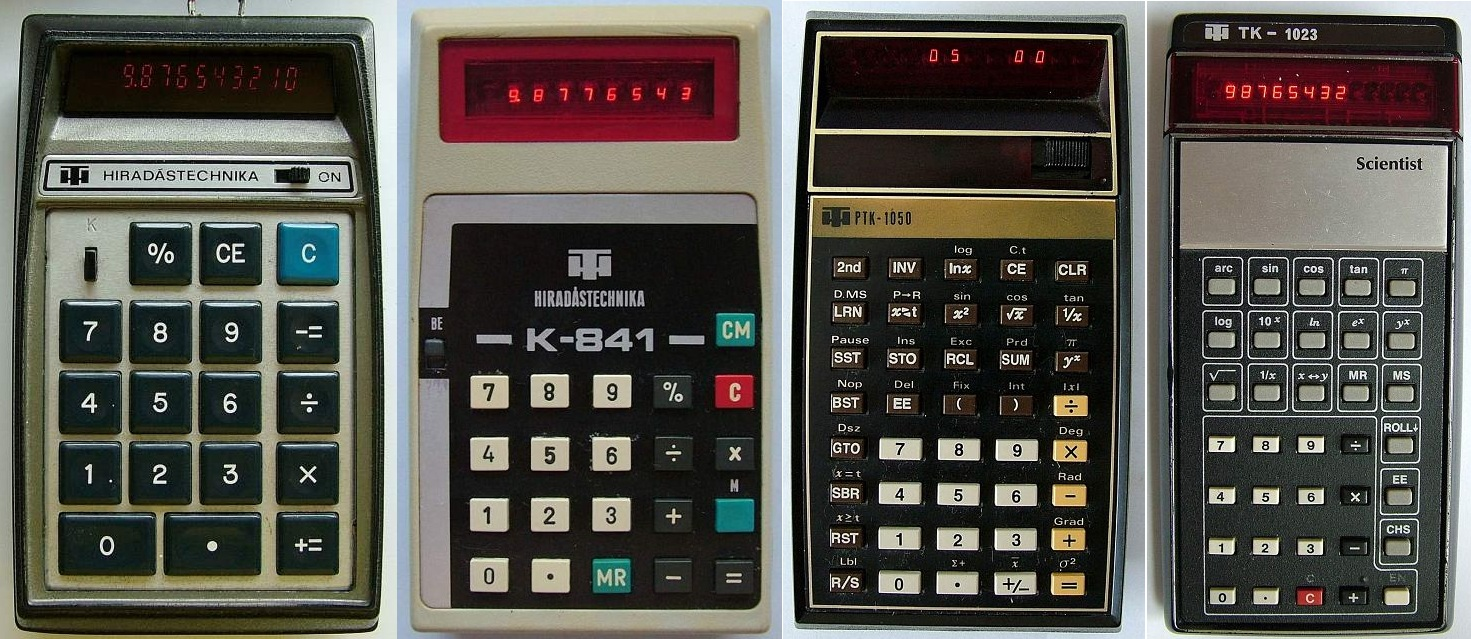 9.876543210
HIRADÁSTECHNIKA ON
K
% CE C
7 8 9 -=
4 5 6 ÷
1 2 3 ×
0 . +=
9.8776543
HIRADÁSTECHNIKA
BE
K-841 CM
7 8 9 % C
4 5 6 ÷ ×
M
1 2 3 +
0 . MR − =
05 00
PTK-1050
log C.t
2nd INV lnx CE CLR
D.MS P→R sin cos tan
LRN x⇄t x² √x 1/x
Pause Ins Exc Prd π
SST STO RCL SUM yˣ
Nop Del Fix Int |x|
BST EE ( ) ÷
Dsz Deg
GTO 7 8 9 ×
x=t Rad
SBR 4 5 6 −
x≥t Grad
RST 1 2 3 +
Lbl Σ+ x̄ σ²
R/S 0 . +/− =
TK - 1023
98765432
Scientist
arc sin cos tan π
log 10ˣ ln eˣ yˣ
√ 1/x x↔y MR MS
7 8 9 ÷ ROLL↓
4 5 6 × EE
1 2 3 − CHS
C EN
0 . C +